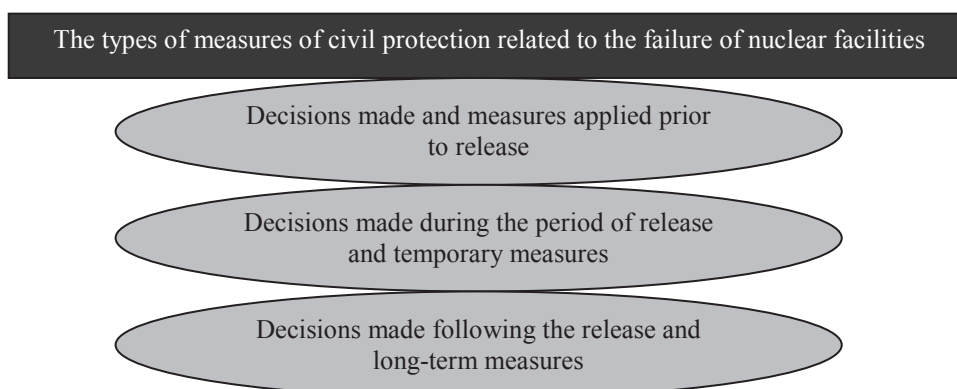 The types of measures of civil protection related to the failure of nuclear facilities
Decisions made and measures applied prior
to release
Decisions made during the period of release
and temporary measures
Decisions made following the release and
long-term measures